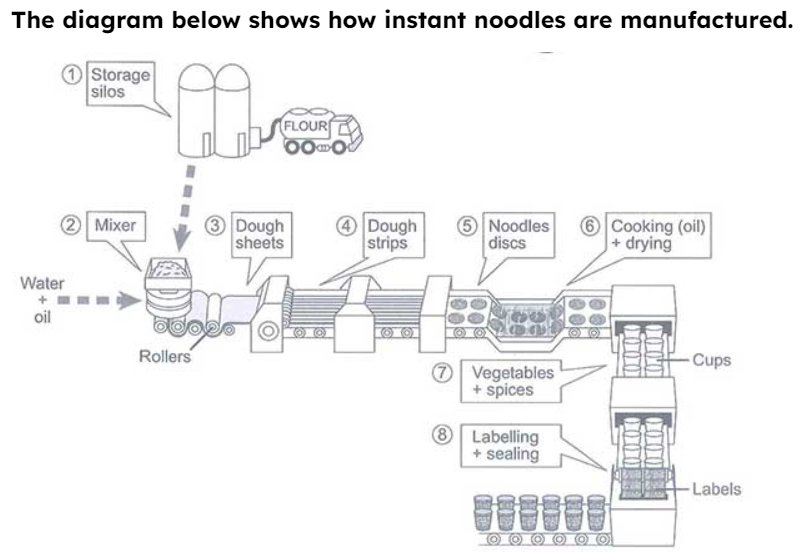 The diagram below shows how instant noodles are manufactured.
1 Storage
silos
FLOUR
2 Mixer
3 Dough
sheets
4 Dough
strips
5 Noodles
discs
6 Cooking (oil)
+ drying
Water
+
oil
Rollers
Cups
7 Vegetables
+ spices
8 Labelling
+ sealing
Labels